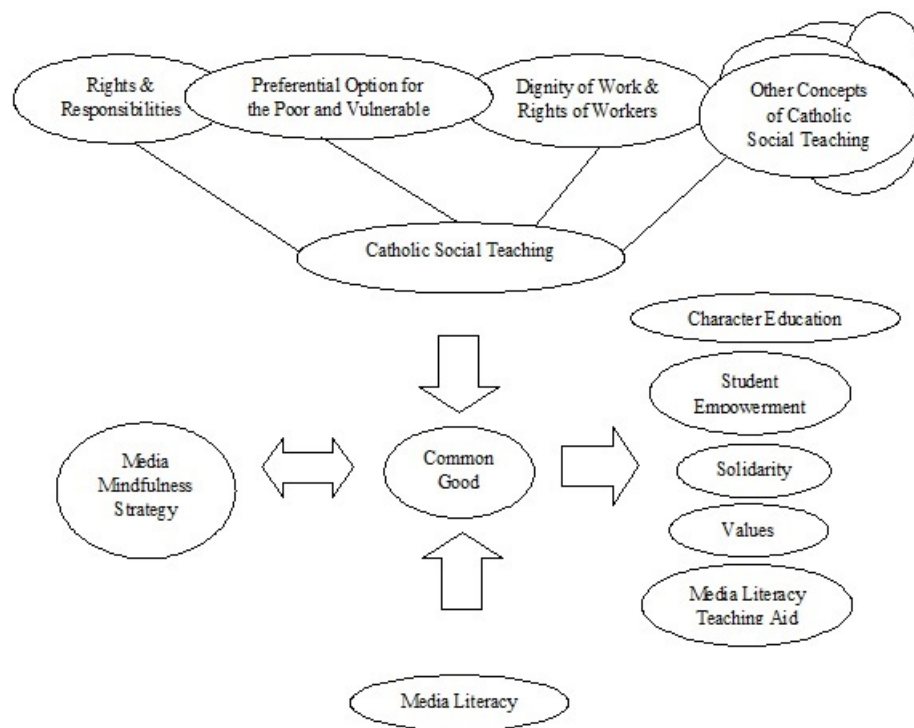 Rights &
Responsibilities
Preferential Option for
the Poor and Vulnerable
Dignity of Work &
Rights of Workers
Other Concepts
of Catholic
Social Teaching
Catholic Social Teaching
Character Education
Student
Empowerment
Media
Mindfulness
Strategy
Common
Good
Solidarity
Values
Media Literacy
Teaching Aid
Media Literacy